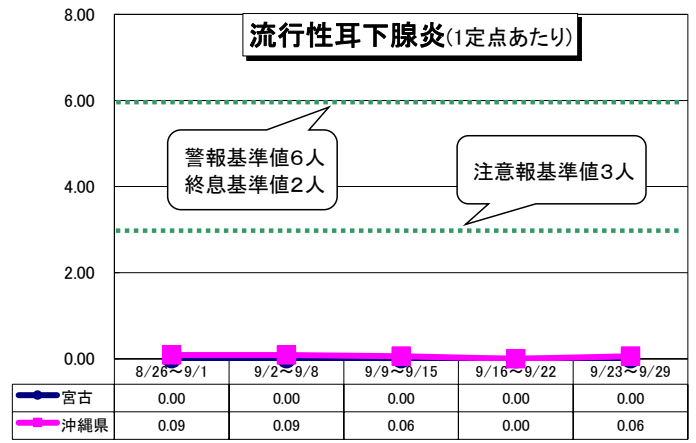 流行性耳下腺炎(1定点あたり)
8.00
6.00
警報基準値6人
終息基準値2人
注意報基準値3人
4.00
2.00
0.00
8/26～9/1 9/2～9/8 9/9～9/15 9/16～9/22 9/23～9/29
宮古 0.00 0.00 0.00 0.00 0.00
沖縄県 0.09 0.09 0.06 0.00 0.06